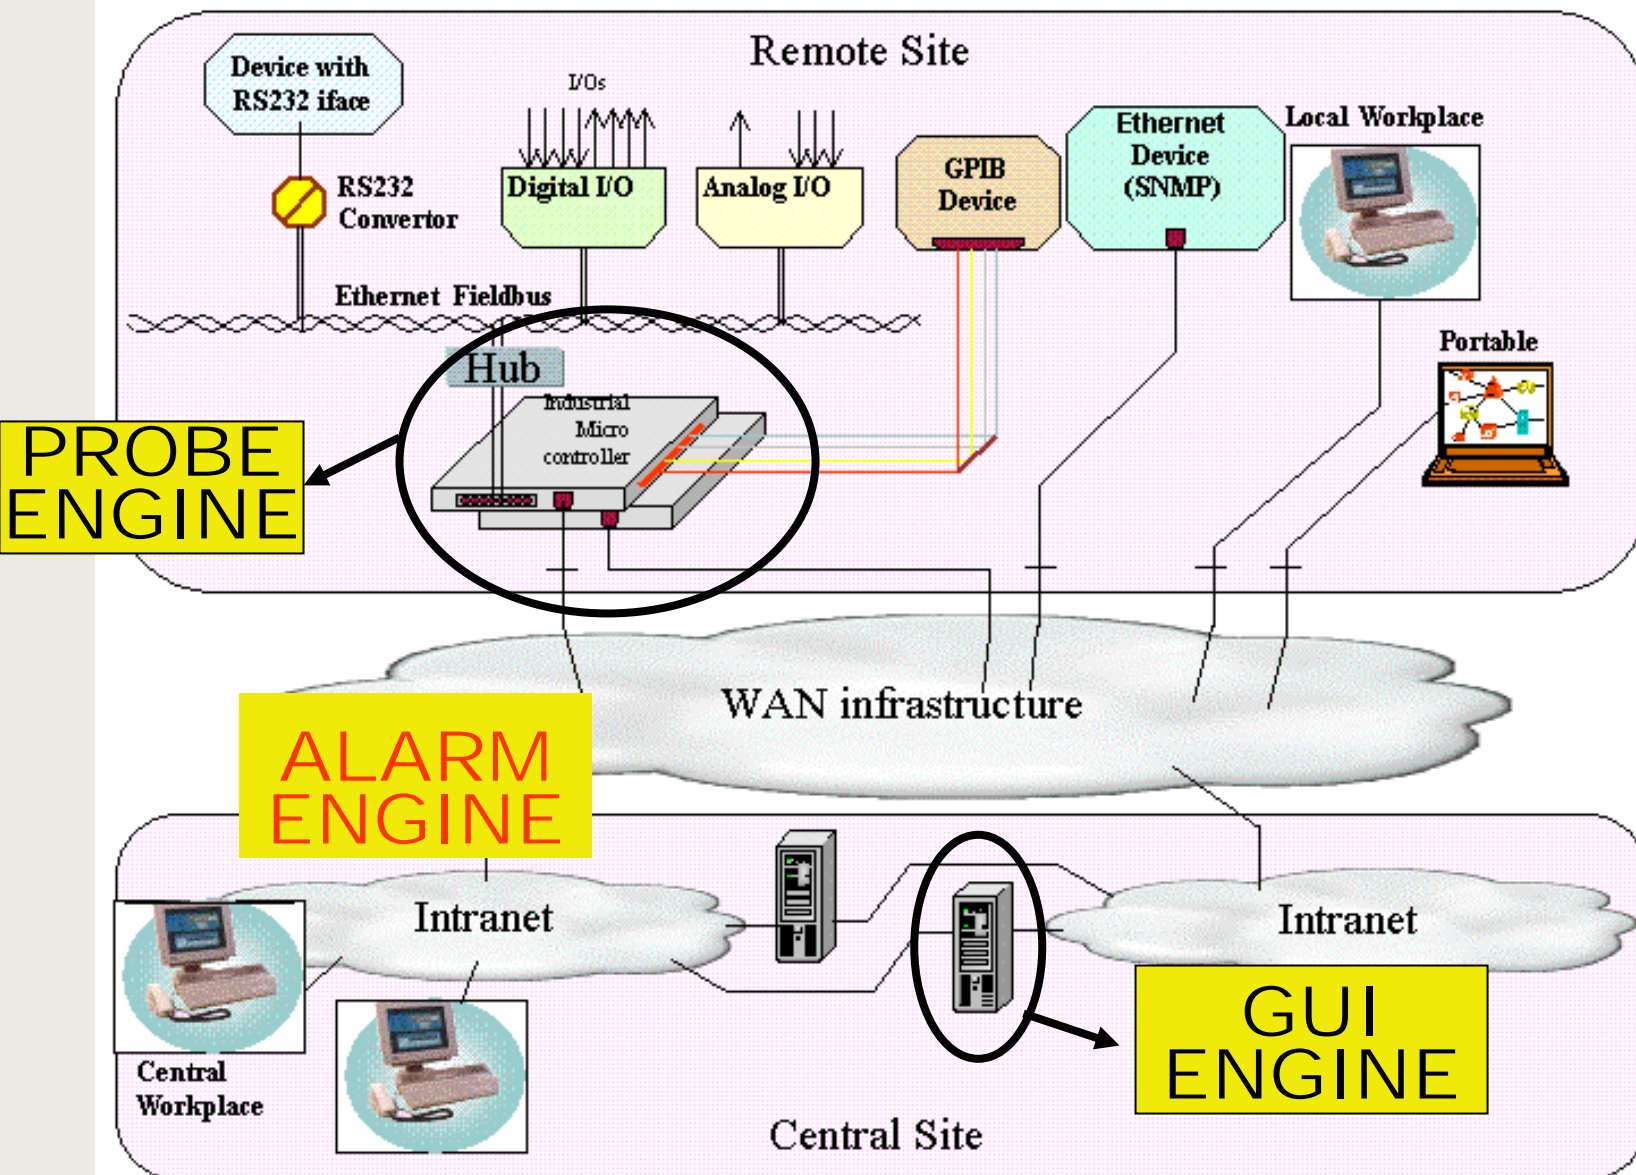 Remote Site
Device with
RS232 iface
I/Os
RS232
Convertor
Digital I/O
Analog I/O
GPIB
Device
Ethernet
Device
(SNMP)
Local Workplace
Ethernet Fieldbus
Portable
Hub
Industrial
Micro
controller
PROBE
ENGINE
WAN infrastructure
ALARM
ENGINE
Intranet
Intranet
GUI
ENGINE
Central
Workplace
Central Site